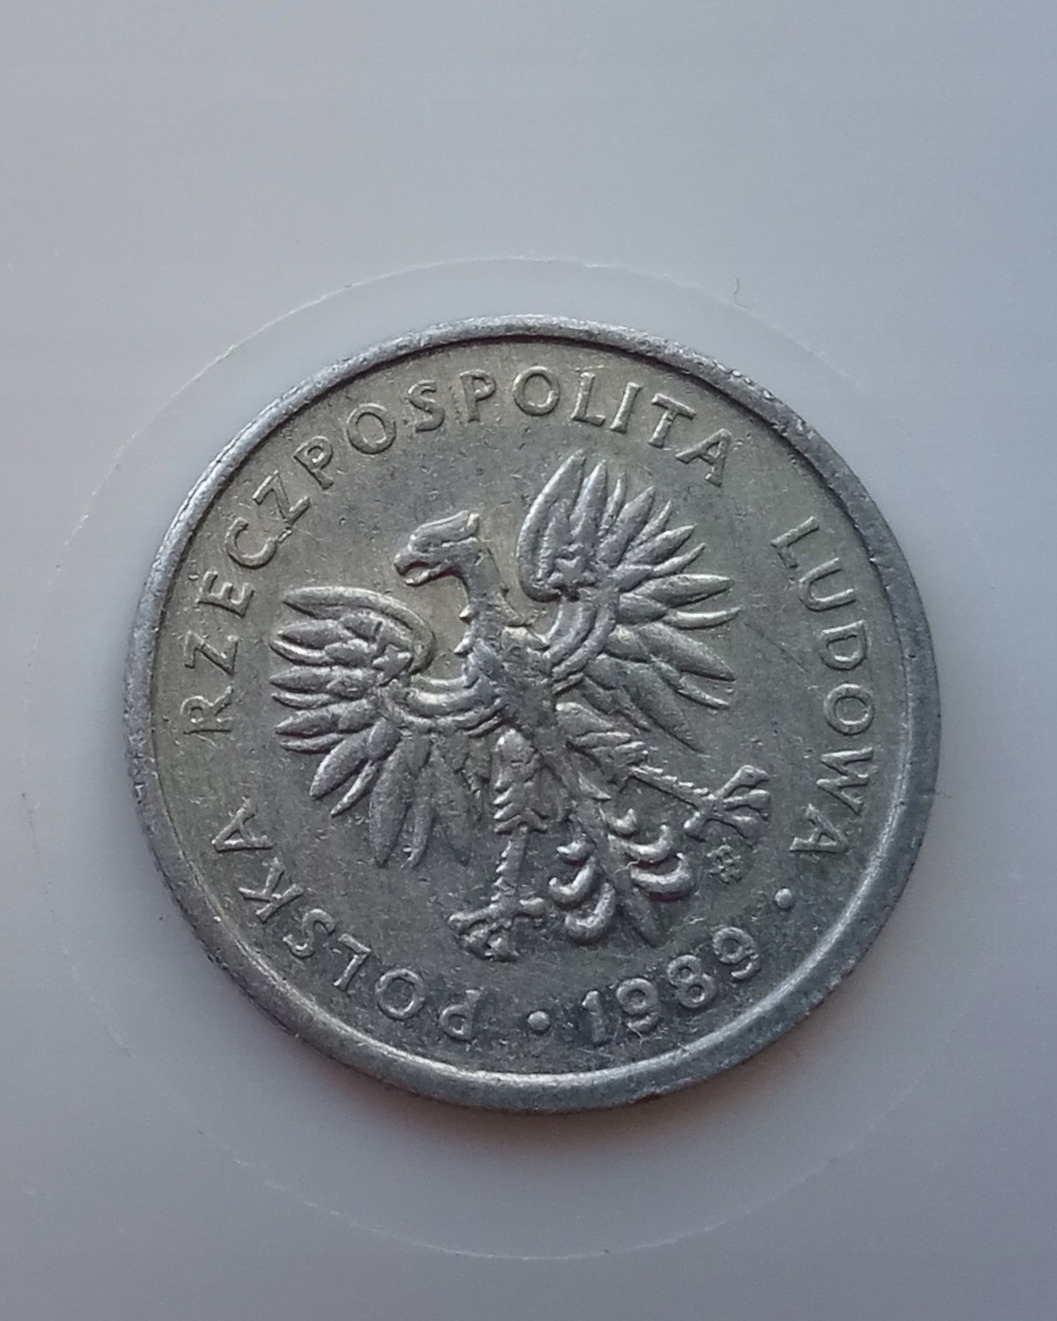 POLSKA RZECZPOSPOLITA LUDOWA • 1989 •